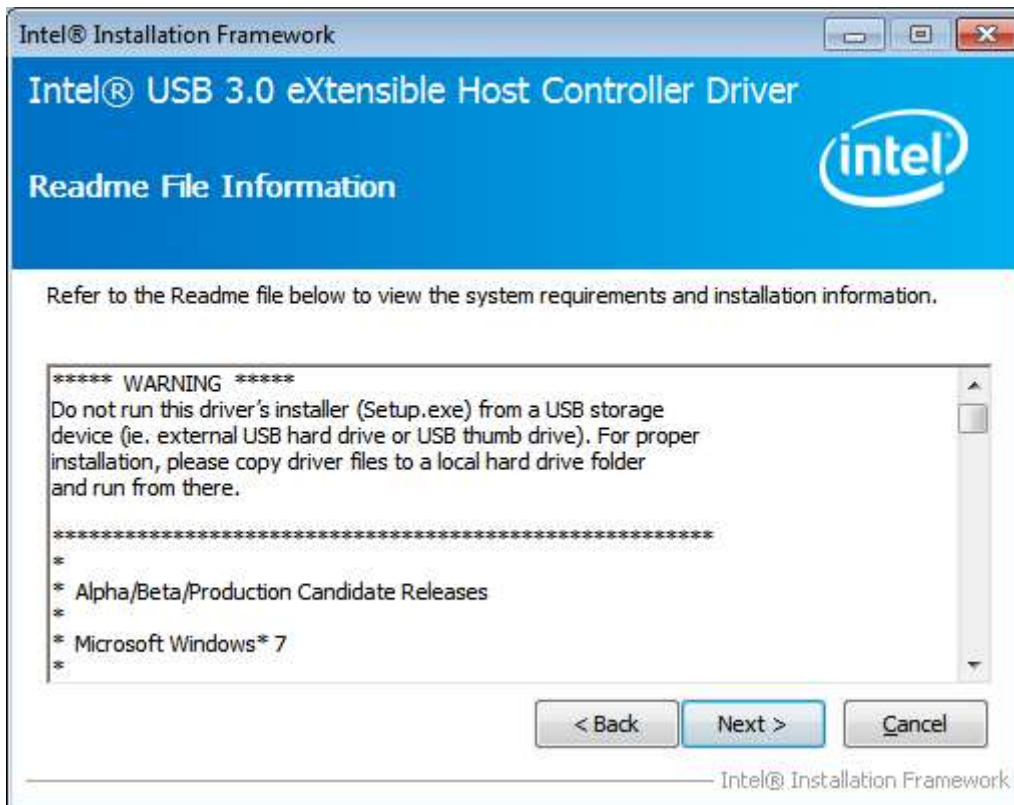 Intel® Installation Framework
Intel® USB 3.0 eXtensible Host Controller Driver
intel
Readme File Information
Refer to the Readme file below to view the system requirements and installation information.
***** WARNING *****
Do not run this driver's installer (Setup.exe) from a USB storage
device (ie. external USB hard drive or USB thumb drive). For proper
installation, please copy driver files to a local hard drive folder
and run from there.
*******************************************************
*
* Alpha/Beta/Production Candidate Releases
*
* Microsoft Windows* 7
*
< Back Next > Cancel
Intel® Installation Framework